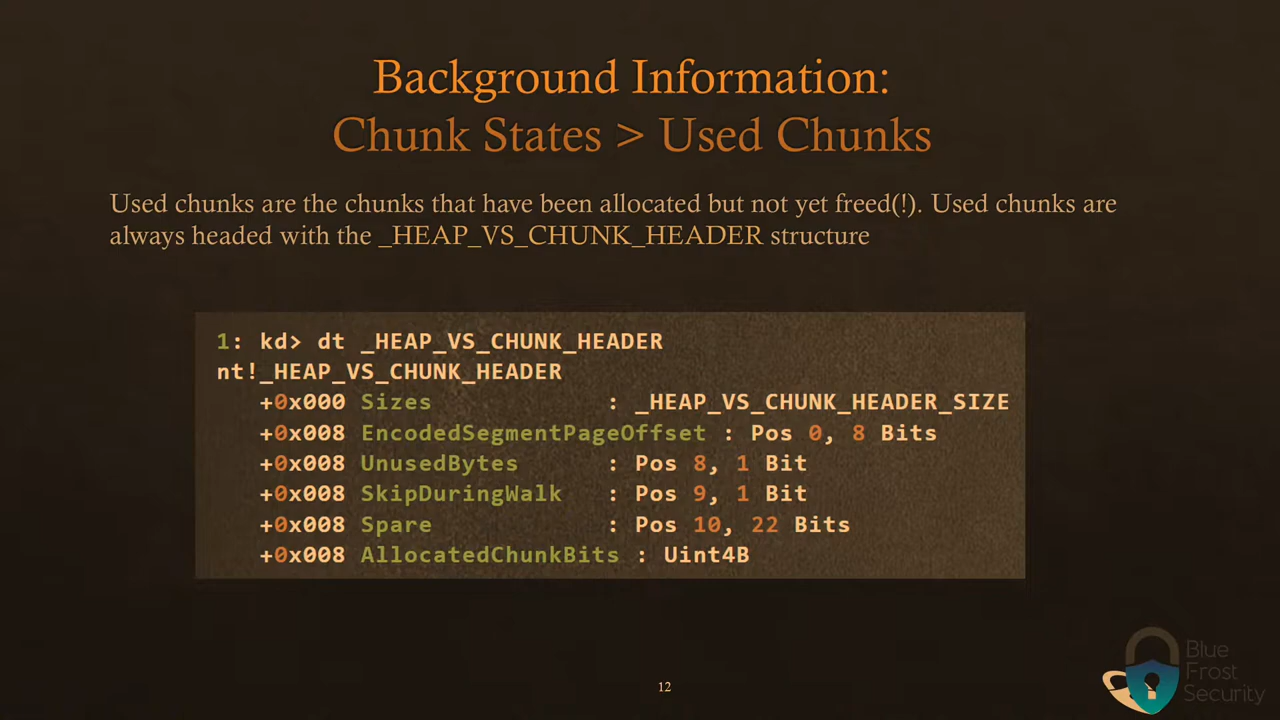 Background Information:
Chunk States > Used Chunks
Used chunks are the chunks that have been allocated but not yet freed(!). Used chunks are
always headed with the _HEAP_VS_CHUNK_HEADER structure
1: kd> dt _HEAP_VS_CHUNK_HEADER
nt!_HEAP_VS_CHUNK_HEADER
+0x000 Sizes : _HEAP_VS_CHUNK_HEADER_SIZE
+0x008 EncodedSegmentPageOffset : Pos 0, 8 Bits
+0x008 UnusedBytes : Pos 8, 1 Bit
+0x008 SkipDuringWalk : Pos 9, 1 Bit
+0x008 Spare : Pos 10, 22 Bits
+0x008 AllocatedChunkBits : Uint4B
Blue
Frost
Security
12